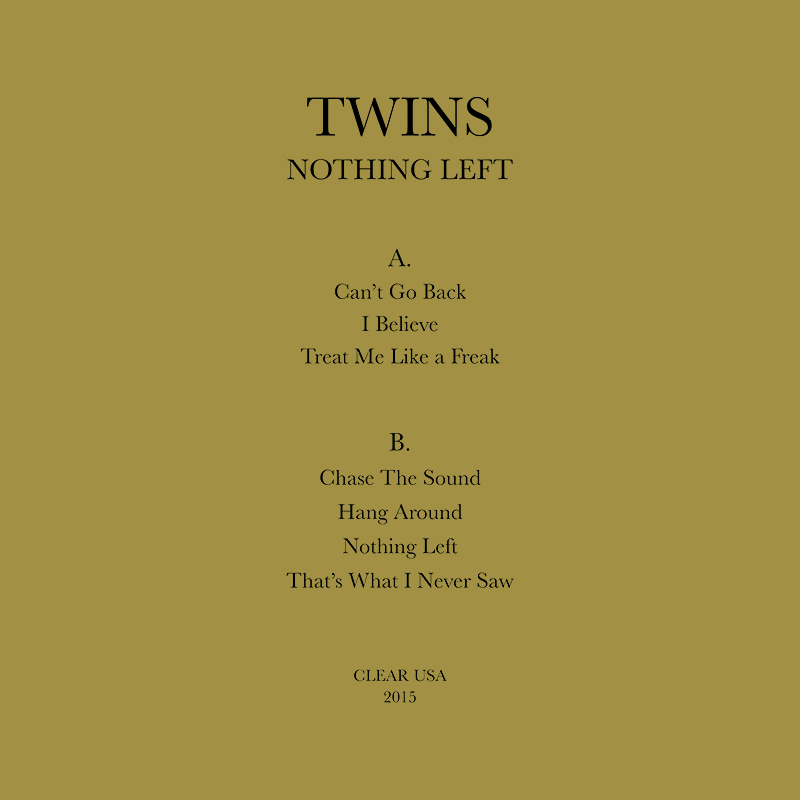 TWINS
NOTHING LEFT
A.
Can’t Go Back
I Believe
Treat Me Like a Freak
B.
Chase The Sound
Hang Around
Nothing Left
That’s What I Never Saw
CLEAR USA
2015